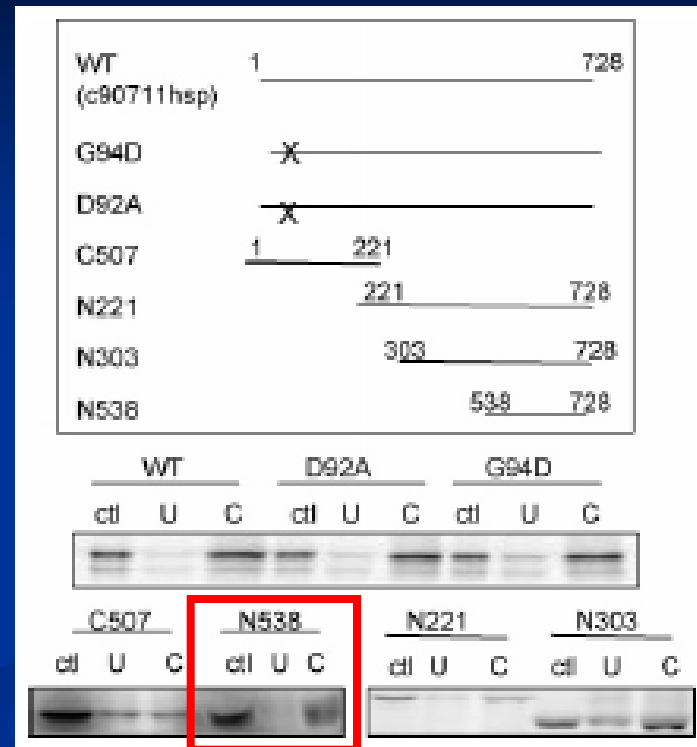 WT 1 728
(c90711hsp)
G94D X
D92A X
C507 1 221
N221 221 728
N303 303 728
N538 538 728
WT D92A G94D
ctl U C ctl U C ctl U C
C507 N538 N221 N303
ctl U C ctl U C ctl U C ctl U C